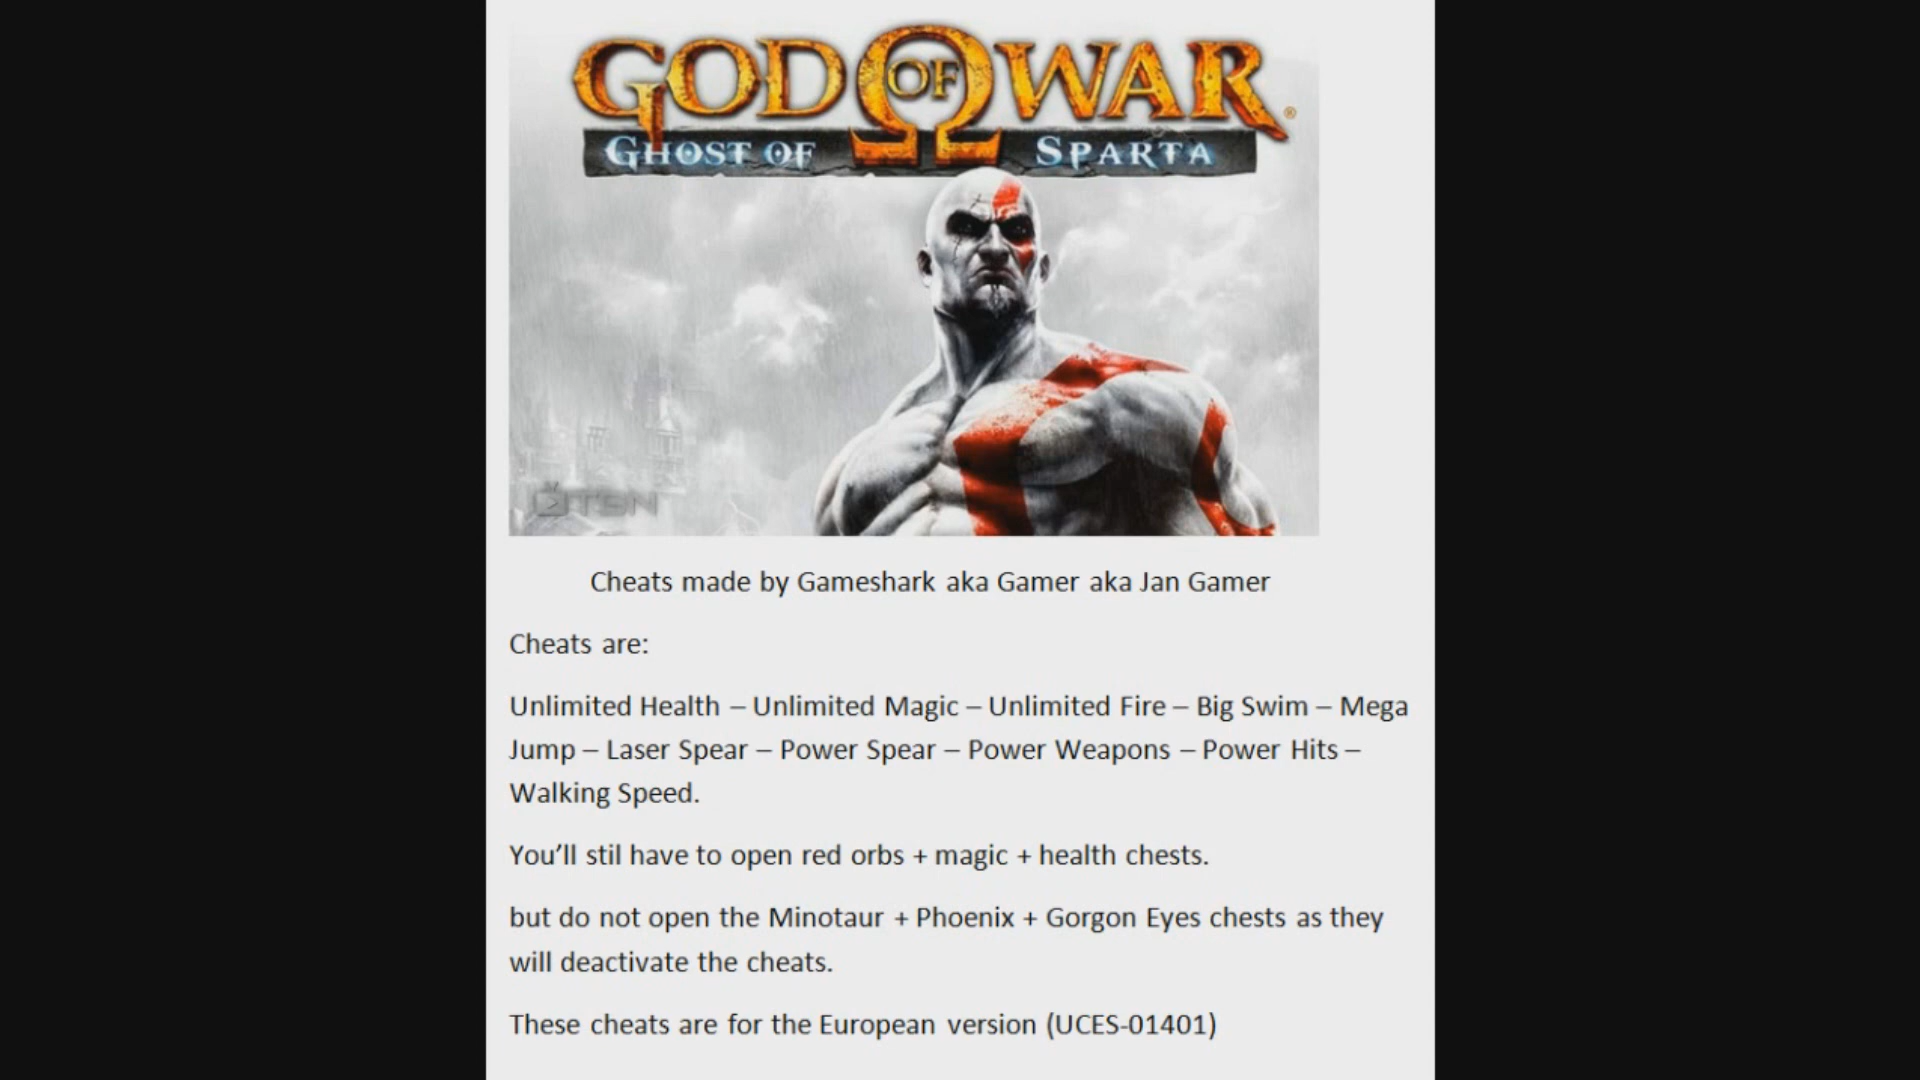 GOD OF WAR®
GHOST OF SPARTA
TSN
Cheats made by Gameshark aka Gamer aka Jan Gamer
Cheats are:
Unlimited Health – Unlimited Magic – Unlimited Fire – Big Swim – Mega
Jump – Laser Spear – Power Spear – Power Weapons – Power Hits –
Walking Speed.
You’ll stil have to open red orbs + magic + health chests.
but do not open the Minotaur + Phoenix + Gorgon Eyes chests as they
will deactivate the cheats.
These cheats are for the European version (UCES-01401)